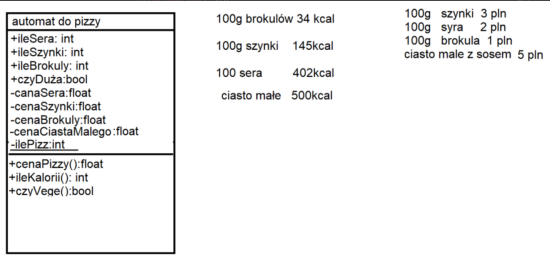 automat do pizzy
+ileSera: int
+ileSzynki: int
+ileBrokuly: int
+czyDuża:bool
-canaSera:float
-cenaSzynki:float
-cenaBrokuly:float
-cenaCiastaMalego:float
-ilePizz:int
+cenaPizzy():float
+ileKalorii(): int
+czyVege():bool
100g brokulów 34 kcal
100g szynki 145kcal
100 sera 402kcal
ciasto małe 500kcal
100g szynki 3 pln
100g syra 2 pln
100g brokula 1 pln
ciasto male z sosem 5 pln